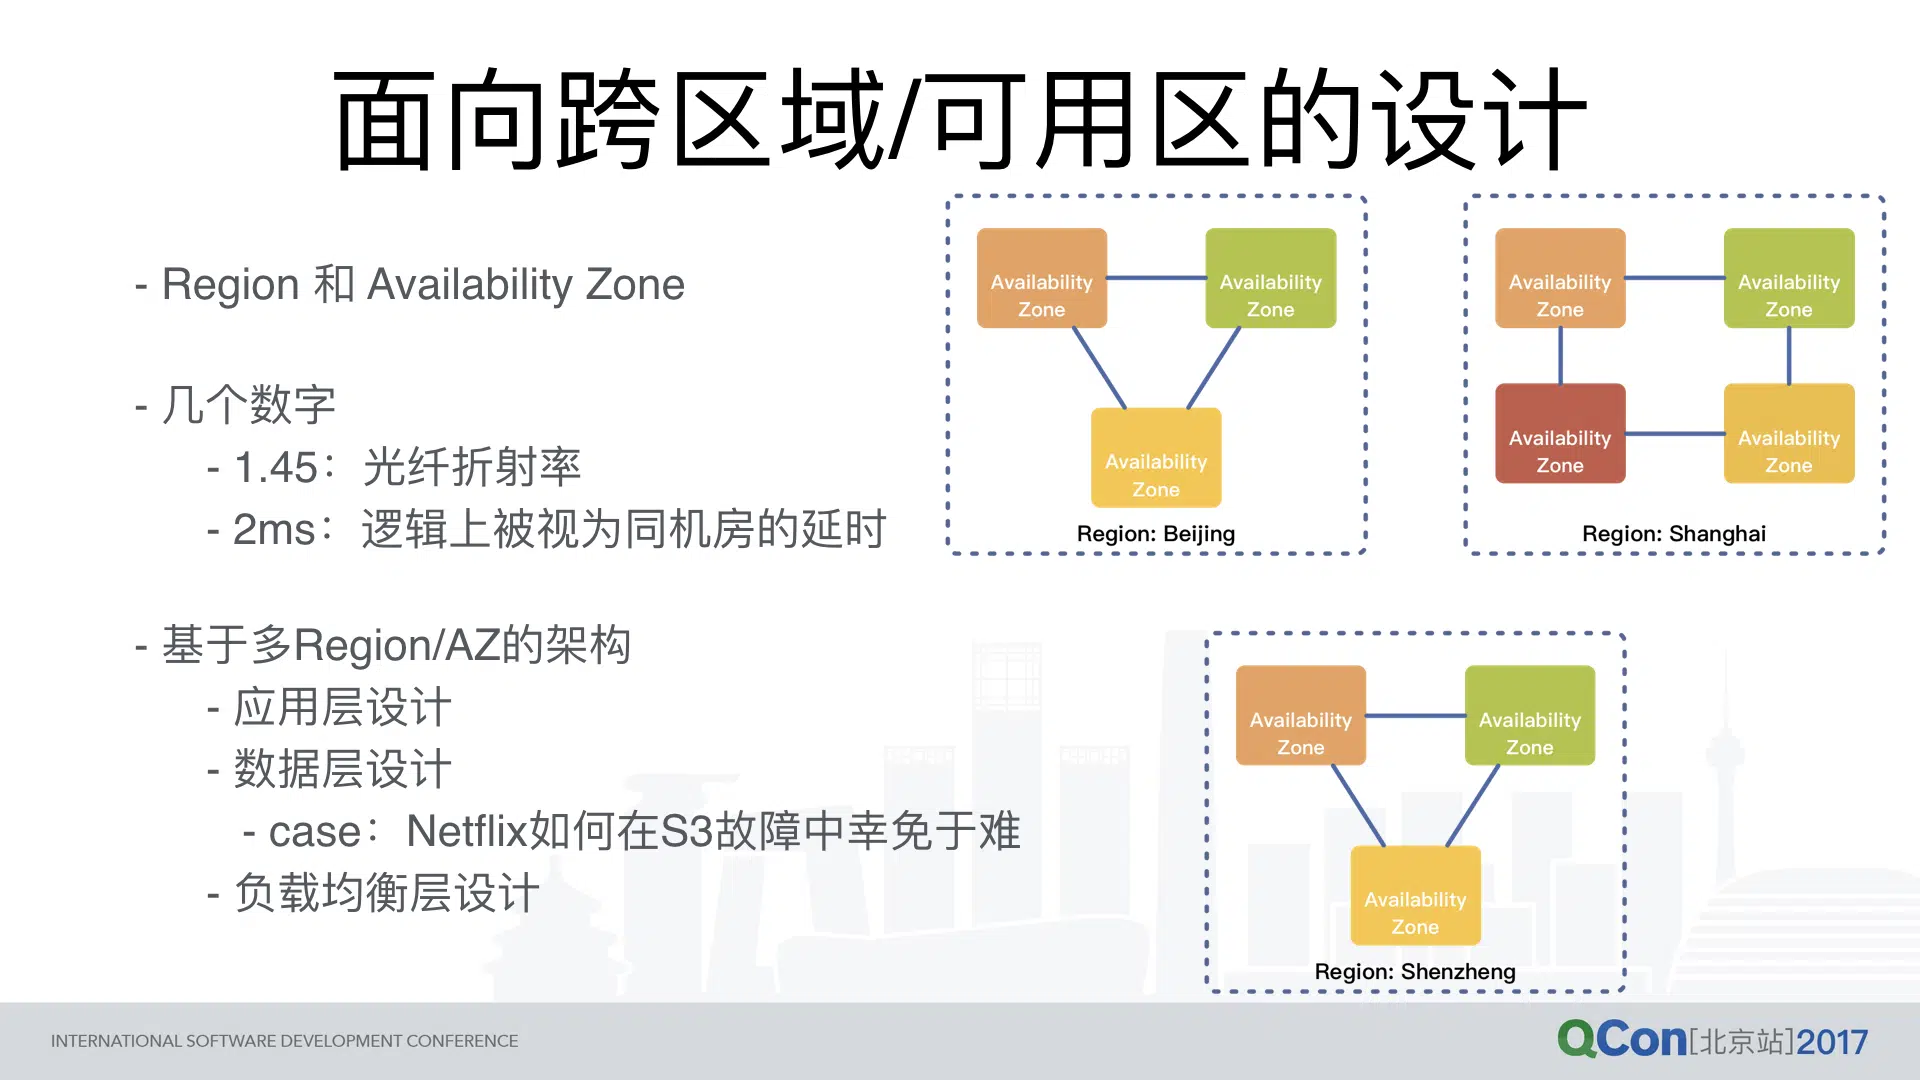 面向跨区域/可用区的设计
- Region 和 Availability Zone
- 几个数字
- 1.45：光纤折射率
- 2ms：逻辑上被视为同机房的延时
- 基于多Region/AZ的架构
- 应用层设计
- 数据层设计
- case：Netflix如何在S3故障中幸免于难
- 负载均衡层设计
Availability
Zone
Availability
Zone
Availability
Zone
Region: Beijing
Availability
Zone
Availability
Zone
Availability
Zone
Availability
Zone
Region: Shanghai
Availability
Zone
Availability
Zone
Availability
Zone
Region: Shenzheng
INTERNATIONAL SOFTWARE DEVELOPMENT CONFERENCE
QCon[北京站]2017